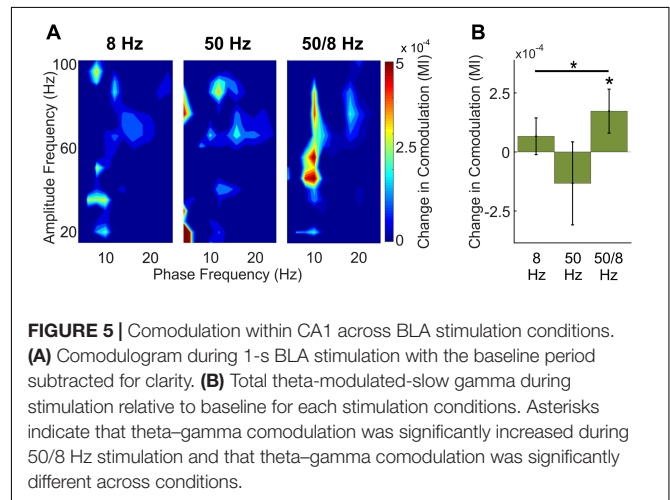 A
8 Hz
50 Hz
50/8 Hz
x 10⁻⁴
100
60
20
Amplitude Frequency (Hz)
10 20
10 20
10 20
Phase Frequency (Hz)
5
2.5
0
Change in Comodulation (MI)
B
x10⁻⁴
*
*
2.5
0
-2.5
Change in Comodulation (MI)
8 50 50/8
Hz Hz Hz
FIGURE 5 | Comodulation within CA1 across BLA stimulation conditions.
(A) Comodulogram during 1-s BLA stimulation with the baseline period
subtracted for clarity. (B) Total theta-modulated-slow gamma during
stimulation relative to baseline for each stimulation conditions. Asterisks
indicate that theta–gamma comodulation was significantly increased during
50/8 Hz stimulation and that theta–gamma comodulation was significantly
different across conditions.